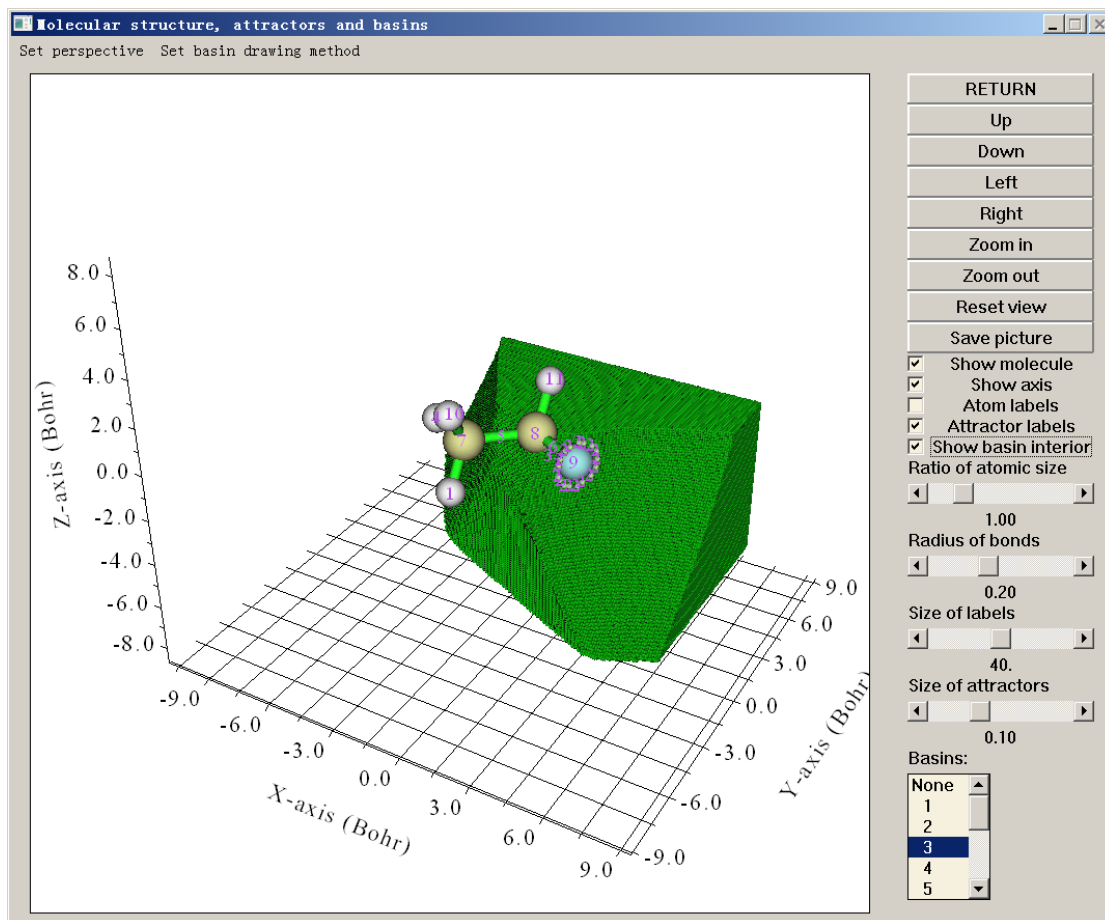 Molecular structure, attractors and basins
Set perspective Set basin drawing method
RETURN
Up
Down
Left
Right
Zoom in
Zoom out
Reset view
Save picture
Show molecule
Show axis
Atom labels
Attractor labels
Show basin interior
Ratio of atomic size
1.00
Radius of bonds
0.20
Size of labels
40.
Size of attractors
0.10
Basins:
None
1
2
3
4
5
Z-axis (Bohr)
8.0
6.0
4.0
2.0
0.0
-2.0
-4.0
-6.0
-8.0
X-axis (Bohr)
-9.0
-6.0
-3.0
0.0
3.0
6.0
9.0
Y-axis (Bohr)
9.0
6.0
3.0
0.0
-3.0
-6.0
-9.0
11
4
10
7
5
8
9
1